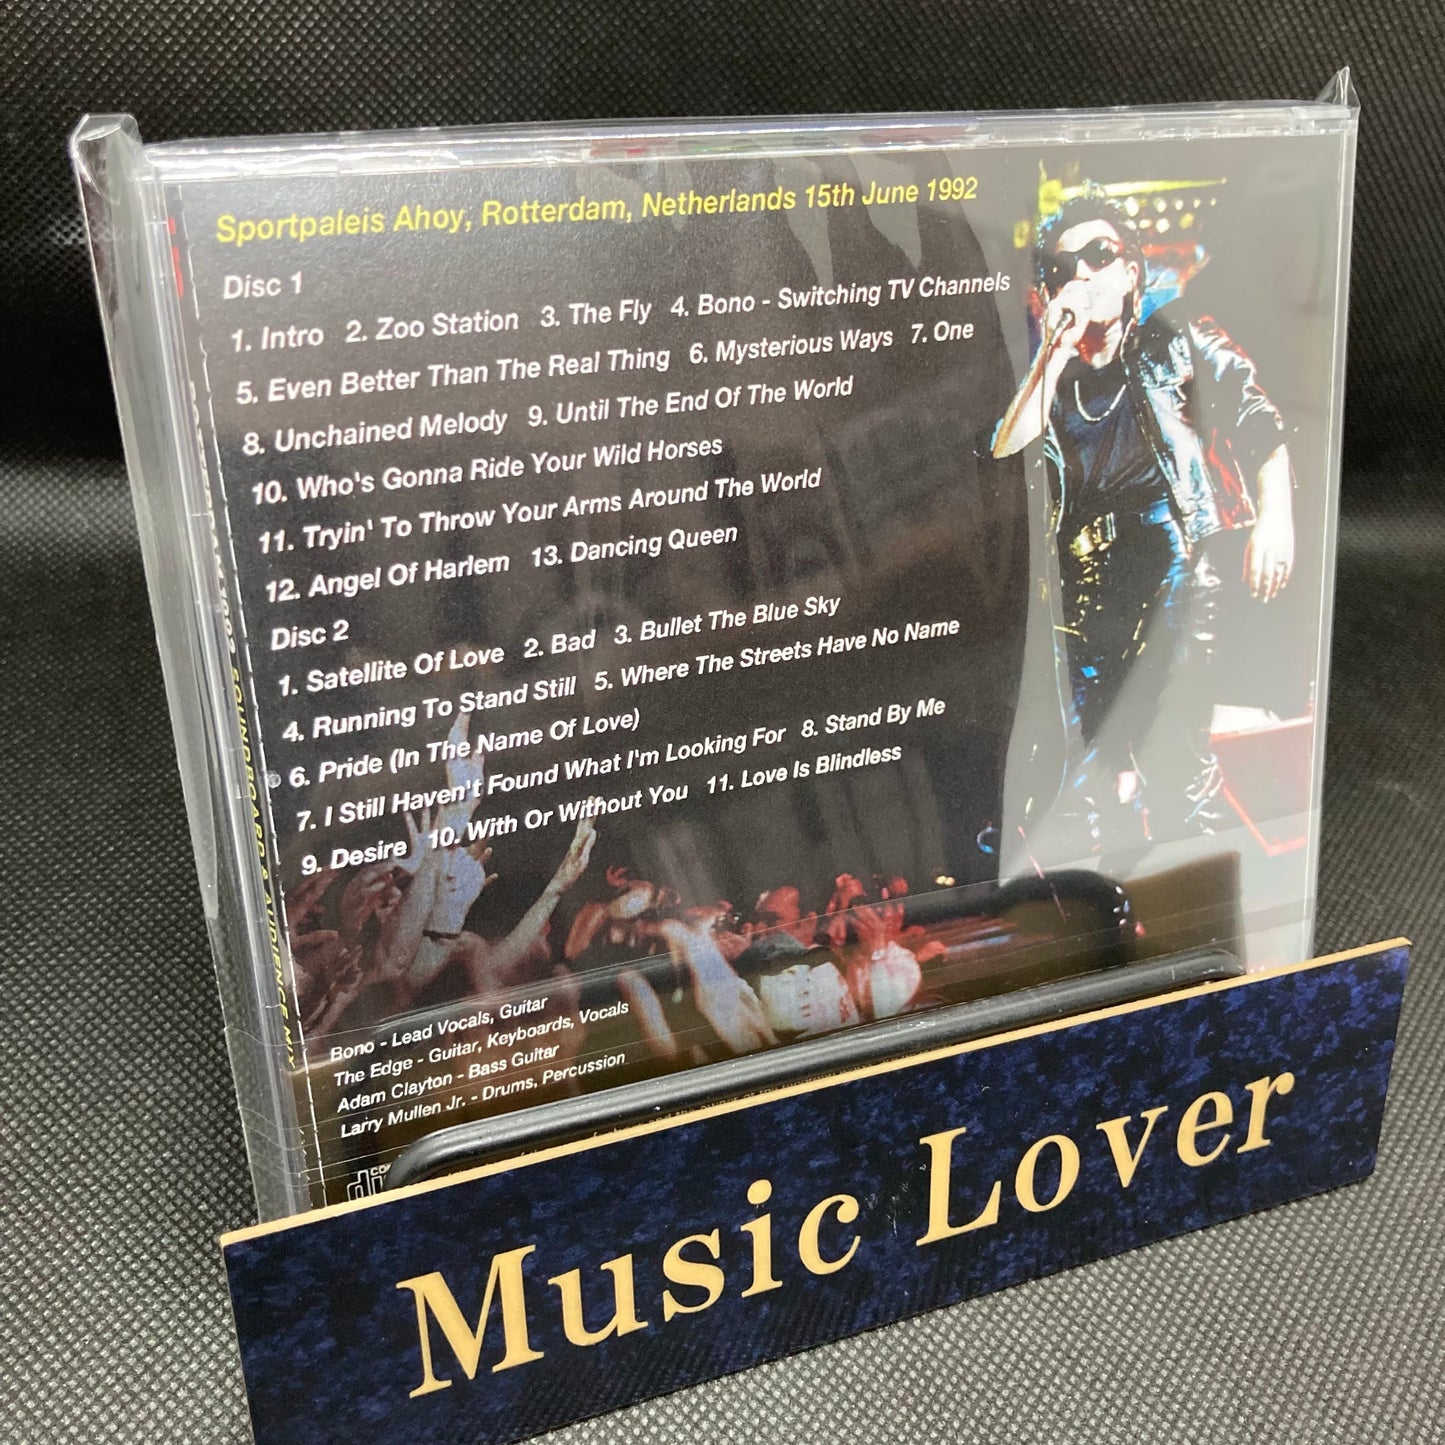 Sportpaleis Ahoy, Rotterdam, Netherlands 15th June 1992
Disc 1
1. Intro 2. Zoo Station 3. The Fly 4. Bono - Switching TV Channels
5. Even Better Than The Real Thing 6. Mysterious Ways 7. One
8. Unchained Melody 9. Until The End Of The World
10. Who's Gonna Ride Your Wild Horses
11. Tryin' To Throw Your Arms Around The World
12. Angel Of Harlem 13. Dancing Queen
Disc 2
1. Satellite Of Love 2. Bad 3. Bullet The Blue Sky
4. Running To Stand Still 5. Where The Streets Have No Name
6. Pride (In The Name Of Love)
7. I Still Haven't Found What I'm Looking For 8. Stand By Me
9. Desire 10. With Or Without You 11. Love Is Blindless
Bono - Lead Vocals, Guitar
The Edge - Guitar, Keyboards, Vocals
Adam Clayton - Bass Guitar
Larry Mullen Jr. - Drums, Percussion
SOUNDBOARD & AUDIENCE MIX
Music Lover